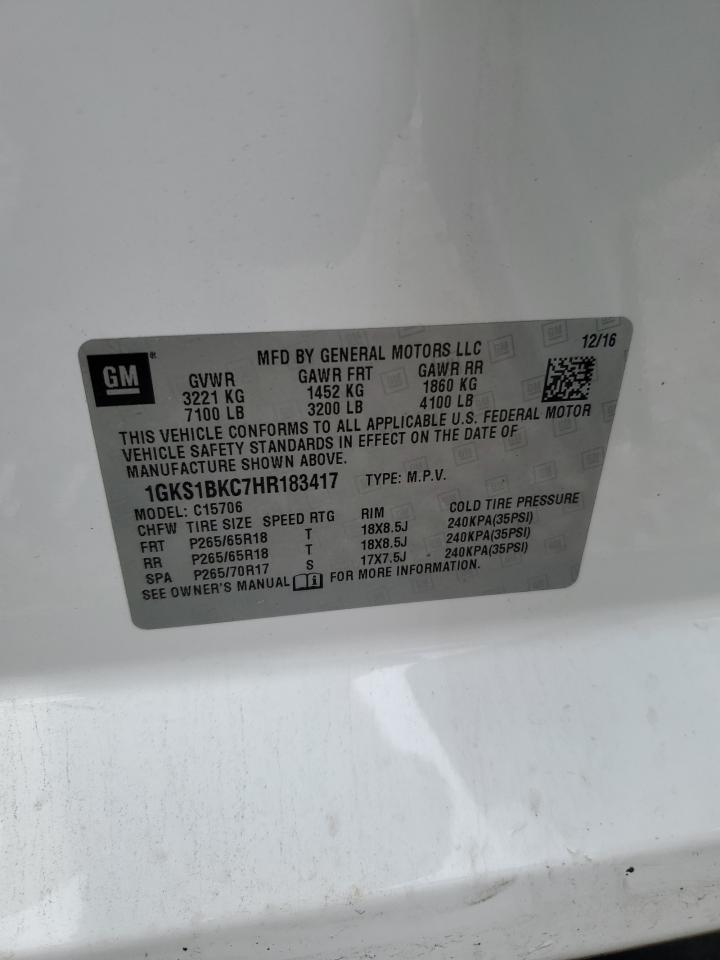 GM ® MFD BY GENERAL MOTORS LLC 12/16
GVWR GAWR FRT GAWR RR
3221 KG 1452 KG 1860 KG
7100 LB 3200 LB 4100 LB
THIS VEHICLE CONFORMS TO ALL APPLICABLE U.S. FEDERAL MOTOR
VEHICLE SAFETY STANDARDS IN EFFECT ON THE DATE OF
MANUFACTURE SHOWN ABOVE.
1GKS1BKC7HR183417 TYPE: M.P.V.
MODEL: C15706
CHFW TIRE SIZE SPEED RTG RIM COLD TIRE PRESSURE
FRT P265/65R18 T 18X8.5J 240KPA(35PSI)
RR P265/65R18 T 18X8.5J 240KPA(35PSI)
SPA P265/70R17 S 17X7.5J 240KPA(35PSI)
SEE OWNER'S MANUAL FOR MORE INFORMATION.